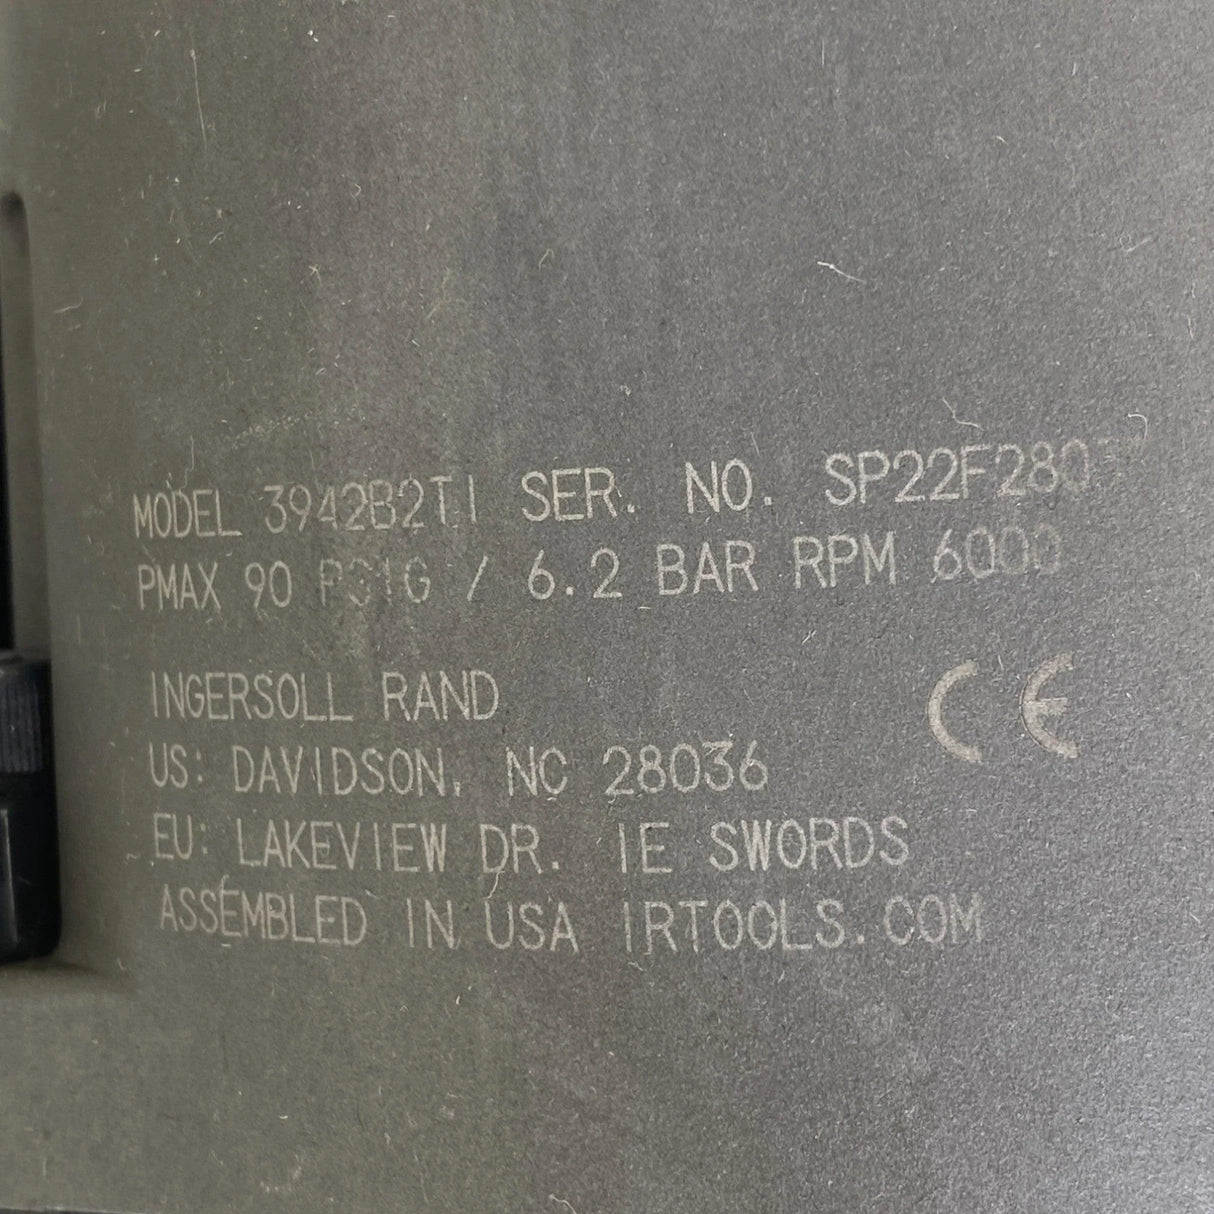 MODEL 3942B2TI SER. NO.
PMAX 90 PSIG / 6.2 BAR RPM 6000
INGERSOLL RAND
CE
US: DAVIDSON, NC 28036
EU: LAKEVIEW DR. IE SWORDS
ASSEMBLED IN USA IRTOOLS.COM